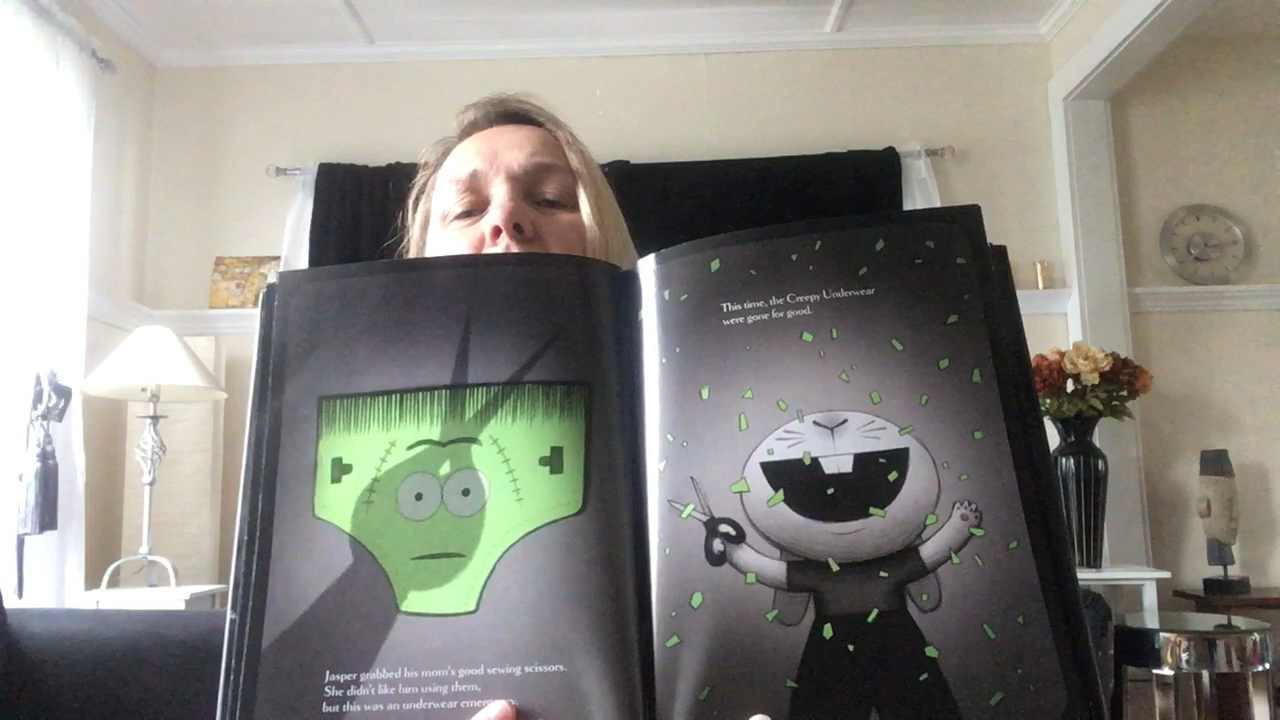 Jasper grabbed his mom's good sewing scissors.
She didn't like him using them,
but this was an underwear
This time, the Creepy Underwear
were gone for good.